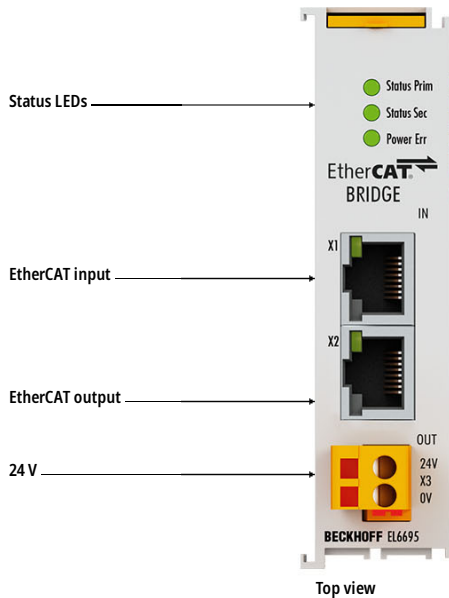 Status LEDs
Status Prim
Status Sec
Power Err
EtherCAT®
BRIDGE
IN
X1
EtherCAT input
X2
EtherCAT output
OUT
24 V
24V
X3
0V
BECKHOFF EL6695
Top view